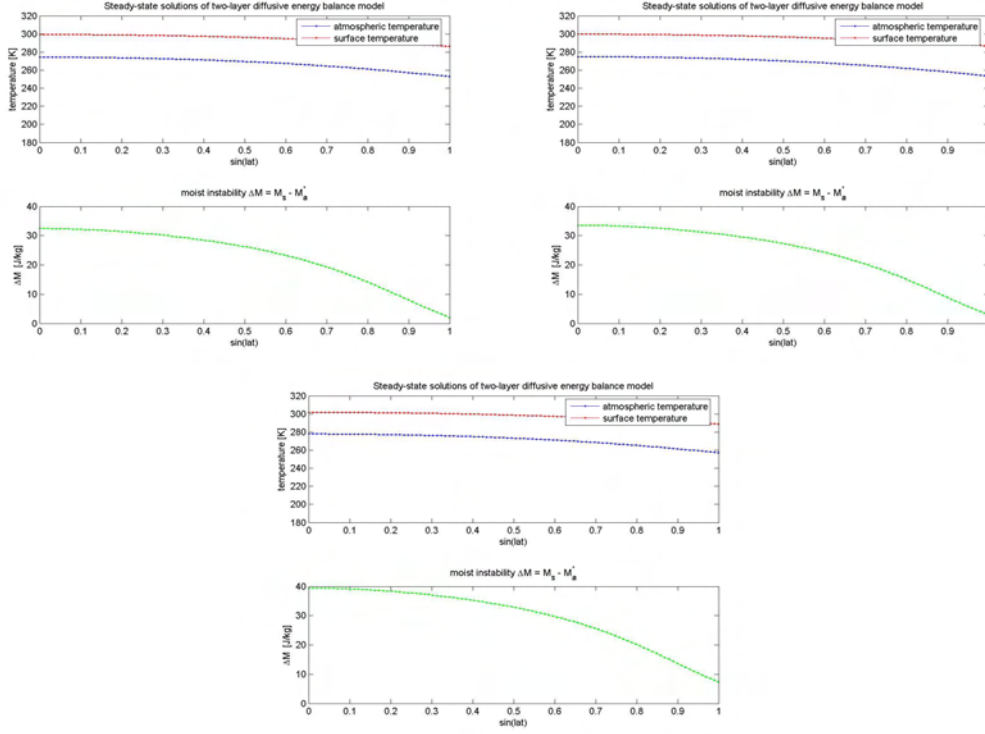 Steady-state solutions of two-layer diffusive energy balance model
320
300
280
260
240
220
200
180
temperature [K]
atmospheric temperature
surface temperature
0 0.1 0.2 0.3 0.4 0.5 0.6 0.7 0.8 0.9 1
sin(lat)
moist instability ΔM = M_s - M_a^*
40
30
20
10
0
ΔM [J/kg]
0 0.1 0.2 0.3 0.4 0.5 0.6 0.7 0.8 0.9 1
sin(lat)
Steady-state solutions of two-layer diffusive energy balance model
320
300
280
260
240
220
200
180
temperature [K]
atmospheric temperature
surface temperature
0 0.1 0.2 0.3 0.4 0.5 0.6 0.7 0.8 0.9
sin(lat)
moist instability ΔM = M_s - M_a^*
40
30
20
10
0
ΔM [J/kg]
0 0.1 0.2 0.3 0.4 0.5 0.6 0.7 0.8 0.9
sin(lat)
Steady-state solutions of two-layer diffusive energy balance model
320
300
280
260
240
220
200
180
temperature [K]
atmospheric temperature
surface temperature
0 0.1 0.2 0.3 0.4 0.5 0.6 0.7 0.8 0.9 1
sin(lat)
moist instability ΔM = M_s - M_a^*
40
30
20
10
0
ΔM [J/kg]
0 0.1 0.2 0.3 0.4 0.5 0.6 0.7 0.8 0.9 1
sin(lat)